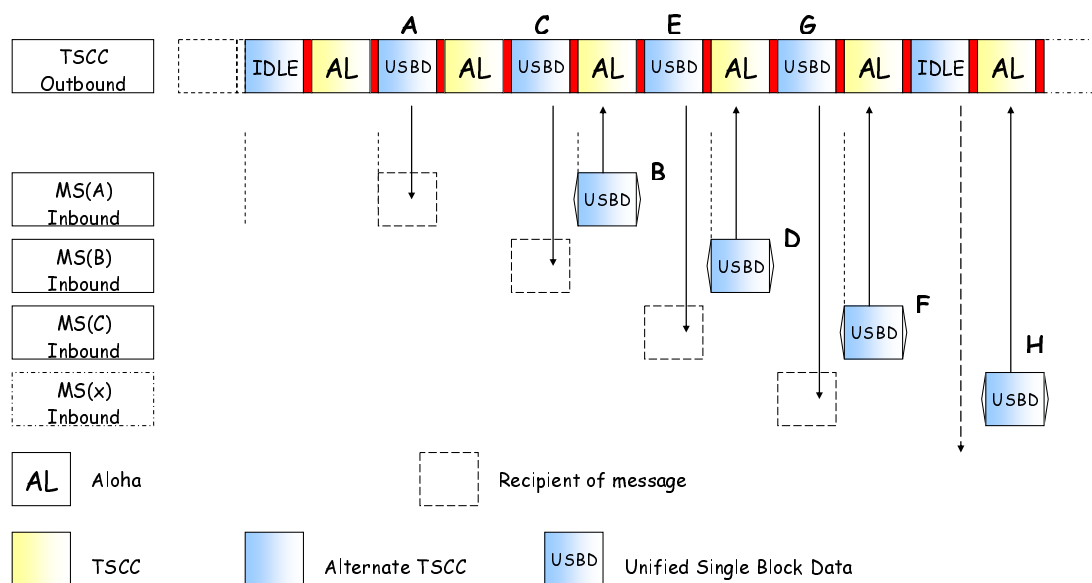 A C E G
TSCC
Outbound
IDLE AL USBD AL USBD AL USBD AL USBD AL IDLE AL
MS(A)
Inbound
USBD B
MS(B)
Inbound
USBD D
MS(C)
Inbound
USBD F
MS(x)
Inbound
USBD H
AL Aloha
Recipient of message
TSCC
Alternate TSCC
USBD Unified Single Block Data